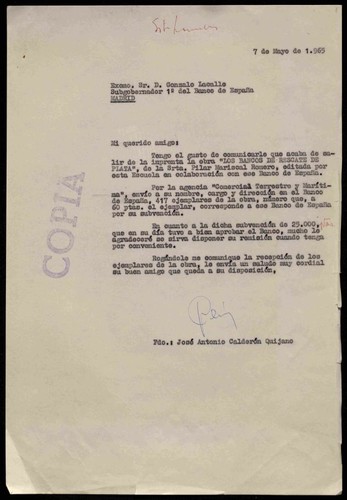 7 de Mayo de 1.965
Excmo. Sr. D. Gonzalo Lacalle
Subgobernador 1º del Banco de España
MADRID
Mi querido amigo:
Tengo el gusto de comunicarle que acaba de sa-
lir de la imprenta la obra "LOS BANCOS DE RESCATE DE
PLATA", de la Srta. Pilar Mariscal Romero, editada por
esta Escuela en colaboración con ese Banco de España.
Por la agencia "Comercial Terrestre y Maríti-
ma", envío a su nombre, cargo y dirección en el Banco
de España, 417 ejemplares de la obra, número que, a
60 ptas. el ejemplar, corresponde a ese Banco de España
por su subvención.
En cuanto a la dicha subvención de 25.000,
que en su día tuvo a bien aprobar el Banco, mucho le
agradeceré se sirva disponer su remisión cuando tenga
por conveniente.
Rogándole me comunique la recepción de los
ejemplares de la obra, le envía un saludo muy cordial
su buen amigo que queda a su disposición,
COPIA
Fdo.: José Antonio Calderón Quijano